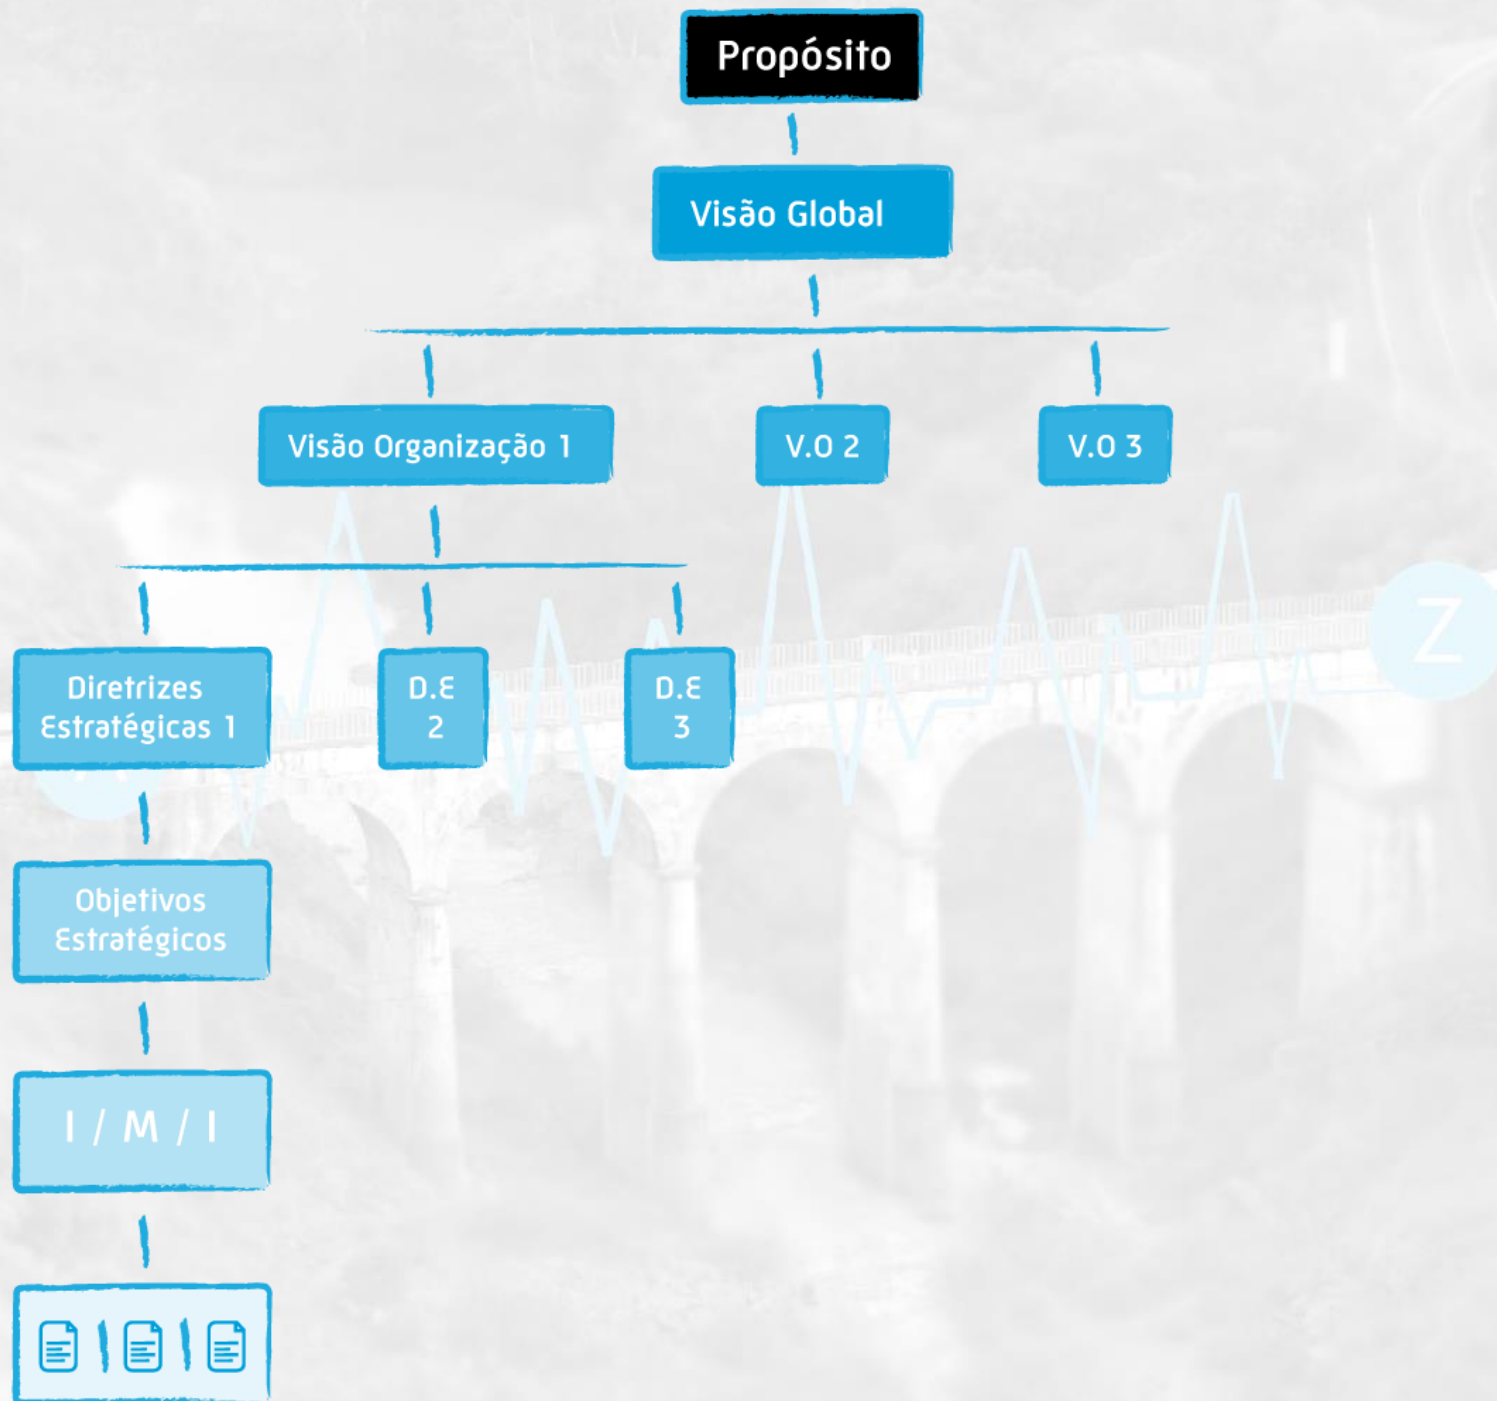 Propósito
Visão Global
Visão Organização 1
V.O 2
V.O 3
Diretrizes
Estratégicas 1
D.E
2
D.E
3
Z
Objetivos
Estratégicos
I / M / I